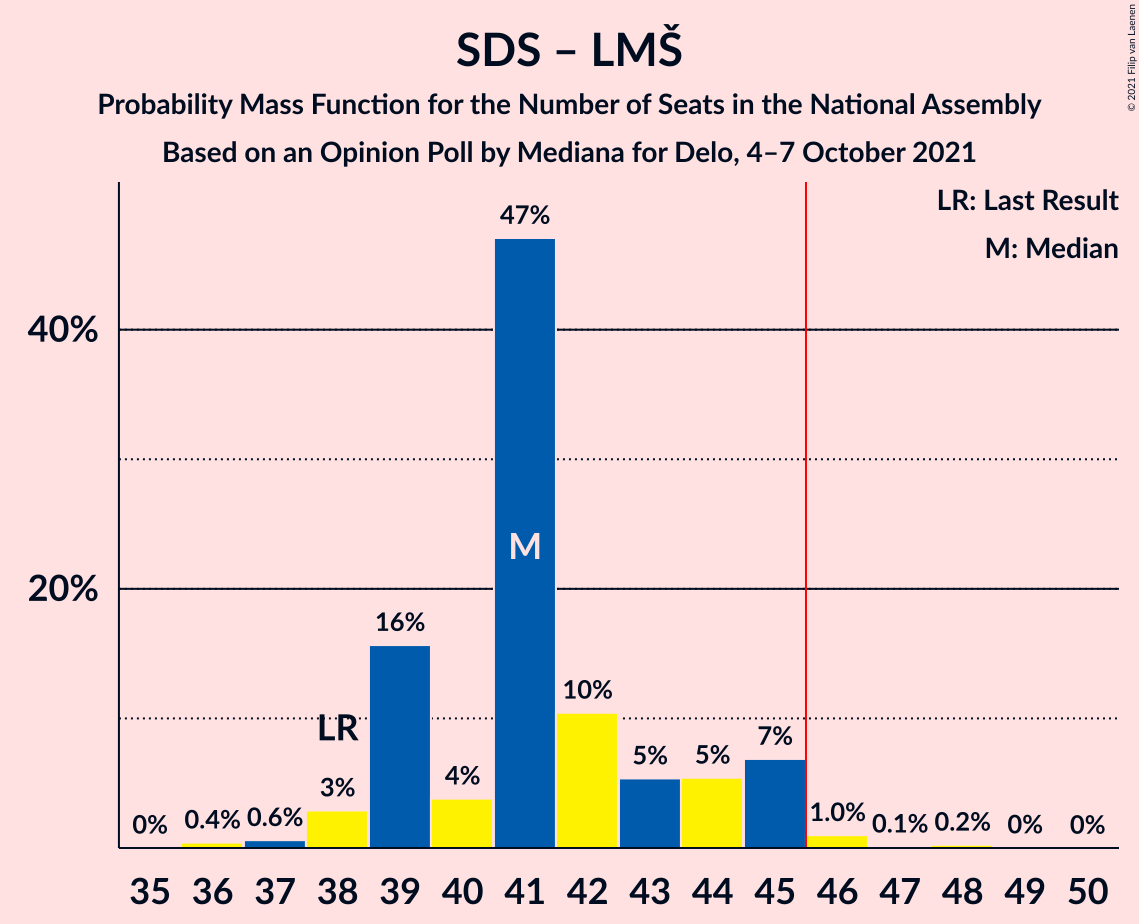 SDS – LMŠ
Probability Mass Function for the Number of Seats in the National Assembly
Based on an Opinion Poll by Mediana for Delo, 4–7 October 2021
© 2021 Filip van Laenen
LR: Last Result
M: Median
40%
20%
0%
0.4%
0.6%
3%
LR
16%
4%
47%
M
10%
5%
5%
7%
1.0%
0.1%
0.2%
0%
0%
35 36 37 38 39 40 41 42 43 44 45 46 47 48 49 50